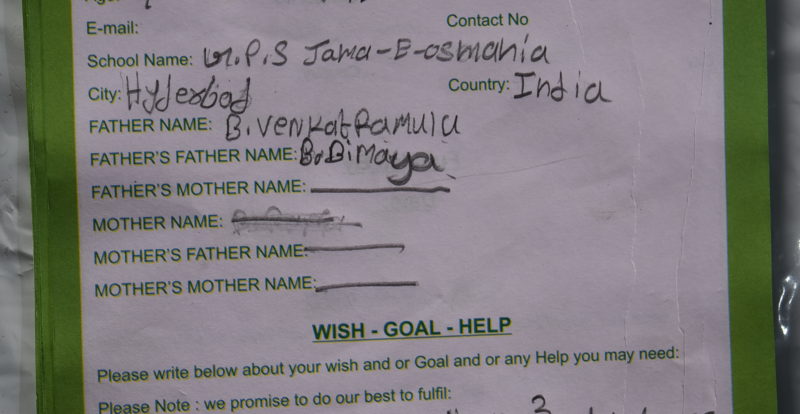 E-mail: Contact No
School Name: G.P.S Jama-E-osmania
City: Hyderbad Country: India
FATHER NAME: B.venkatRamulu
FATHER'S FATHER NAME: B.Dimaya
FATHER'S MOTHER NAME:
MOTHER NAME:
MOTHER'S FATHER NAME:
MOTHER'S MOTHER NAME:
WISH - GOAL - HELP
Please write below about your wish and or Goal and or any Help you may need:
Please Note : we promise to do our best to fulfil: